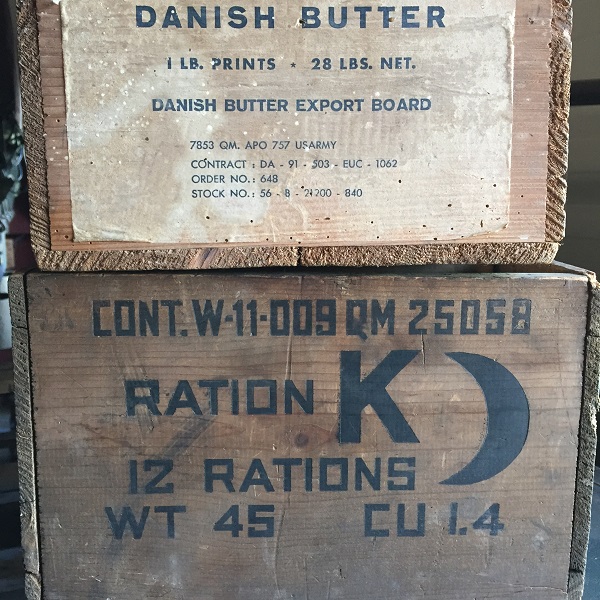 DANISH BUTTER
1 LB. PRINTS * 28 LBS. NET.
DANISH BUTTER EXPORT BOARD
7853 QM. APO 757 USARMY
CONTRACT : DA - 91 - 503 - EUC - 1062
ORDER NO.: 648
STOCK NO.: 56 - B - 21200 - 840
CONT. W-11-009 QM 25058
RATION K
12 RATIONS
WT 45 CU 1.4